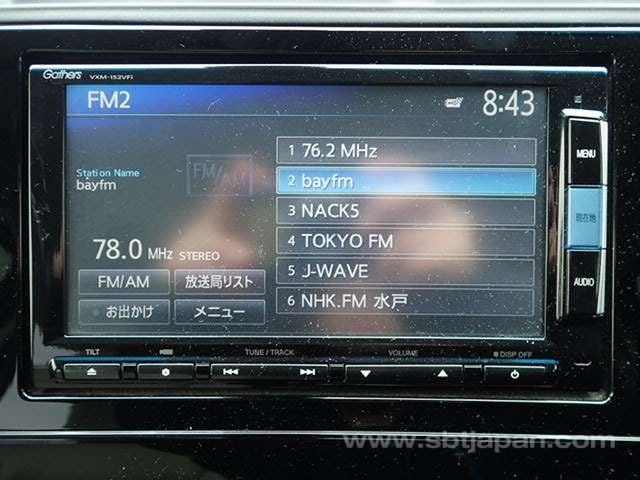 Gathers VXM-152VFi
FM2
8:43
Station Name
bayfm
FM/AM
78.0 MHz STEREO
FM/AM 放送局リスト
お出かけ メニュー
1 76.2 MHz
2 bayfm
3 NACK5
4 TOKYO FM
5 J-WAVE
6 NHK.FM 水戸
MENU
現在地
AUDIO
TILT TUNE / TRACK VOLUME DISP OFF
www.sbtjapan.com